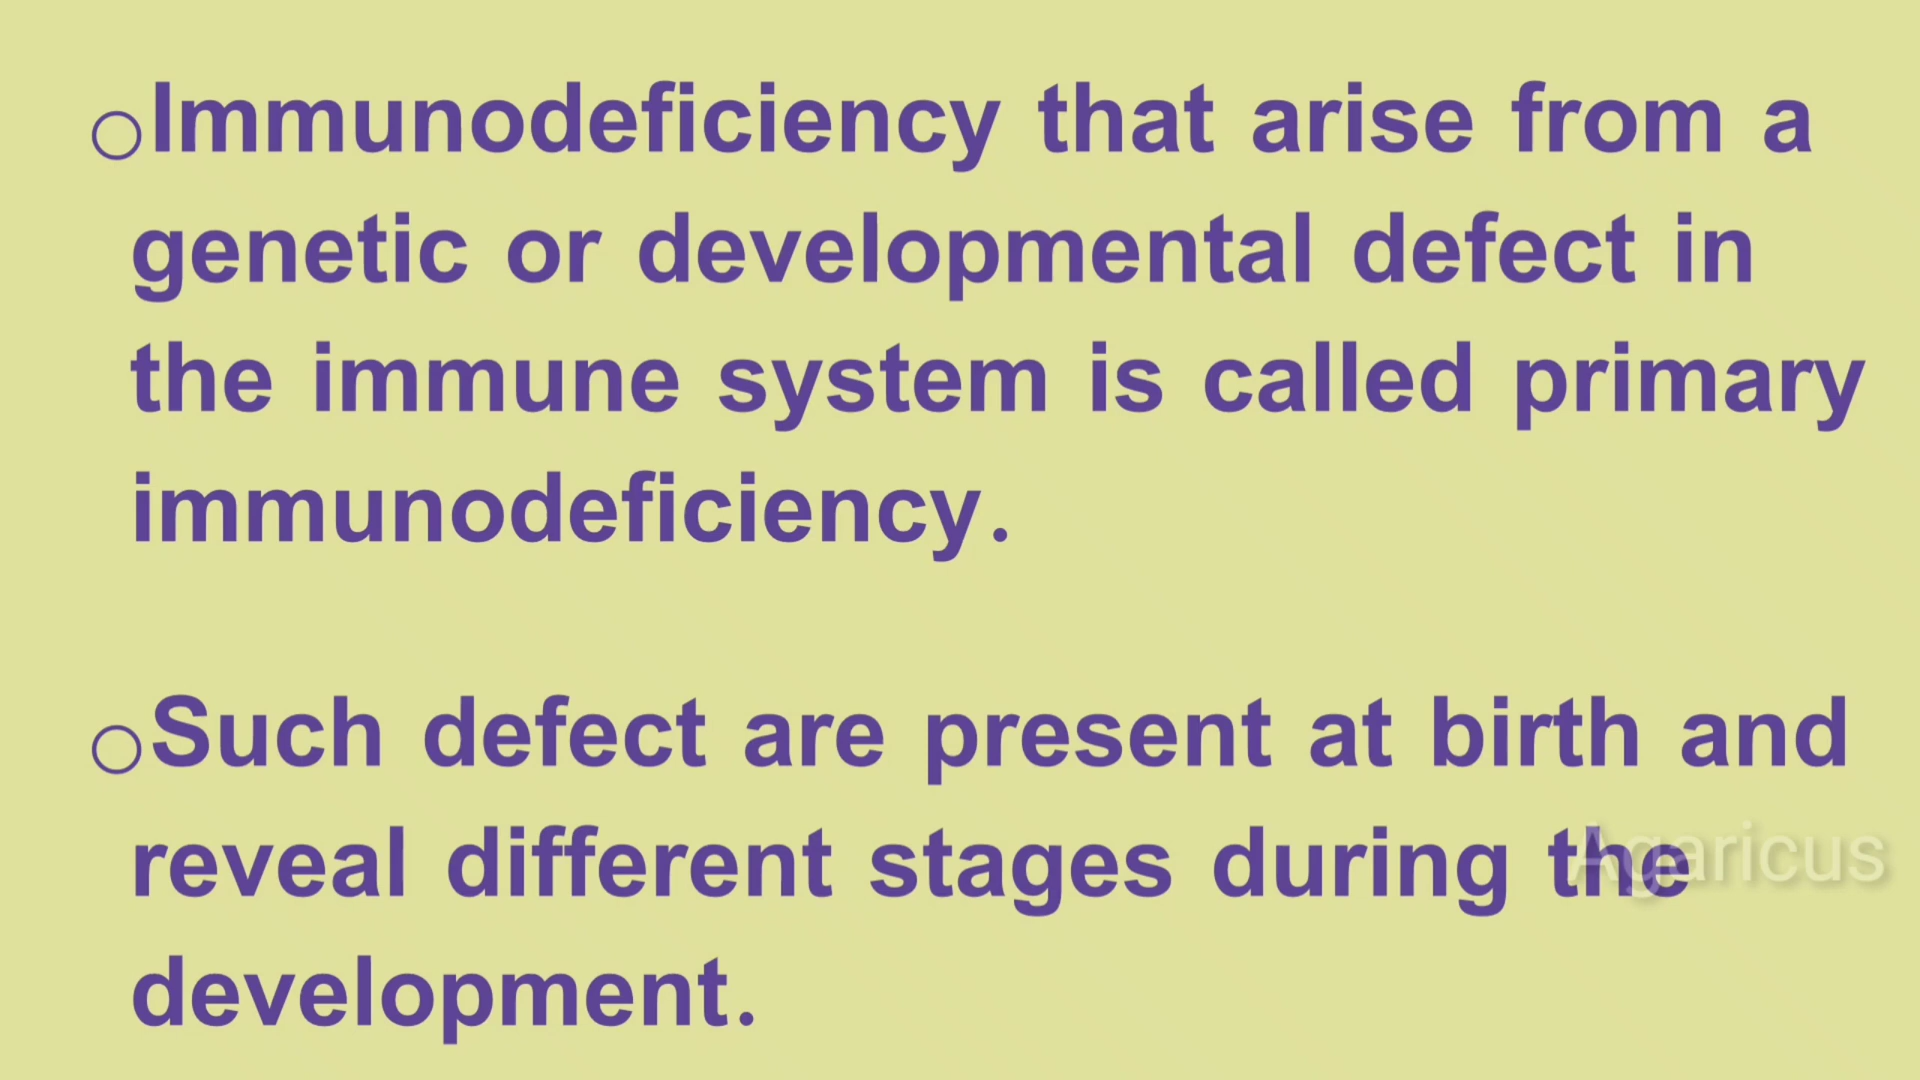 ○Immunodeficiency that arise from a
genetic or developmental defect in
the immune system is called primary
immunodeficiency.
○Such defect are present at birth and
reveal different stages during the
development.
Agaricus